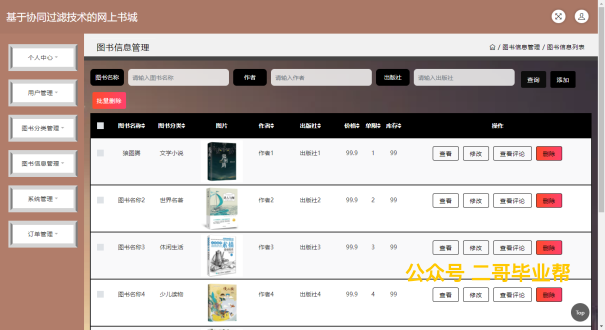 基于协同过滤技术的网上书城
个人中心
用户管理
图书分类管理
图书信息管理
系统管理
订单管理
图书信息管理
/ 图书信息管理 / 图书信息列表
图书名称 请输入图书名称 作者 请输入作者 出版社 请输入出版社 查询 添加
批量删除
图书名称 图书分类 图片 作者 出版社 价格 单限 库存 操作
狼图腾 文学小说 作者1 出版社1 99.9 1 99 查看 修改 查看评论 删除
图书名称2 世界名著 作者2 出版社2 99.9 2 99 查看 修改 查看评论 删除
图书名称3 休闲生活 作者3 出版社3 99.9 3 99 查看 修改 查看评论 删除
公众号 二哥毕业帮
图书名称4 少儿读物 作者4 出版社4 99.9 4 99 查看 修改 查看评论 删除
Top